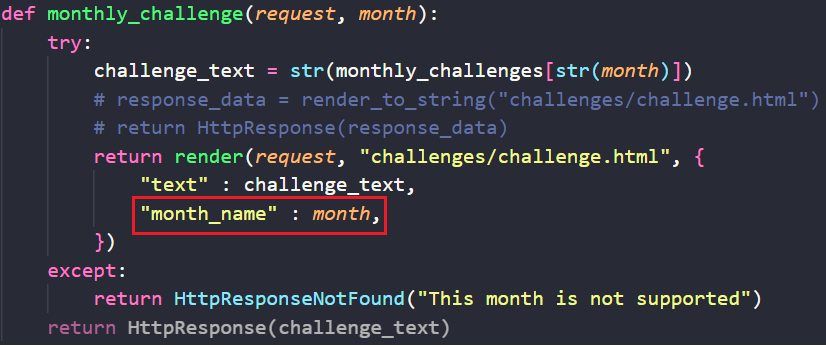 def monthly_challenge(request, month):
    try:
        challenge_text = str(monthly_challenges[str(month)])
        # response_data = render_to_string("challenges/challenge.html")
        # return HttpResponse(response_data)
        return render(request, "challenges/challenge.html", {
            "text" : challenge_text,
            "month_name" : month,
        })
    except:
        return HttpResponseNotFound("This month is not supported")
    return HttpResponse(challenge_text)